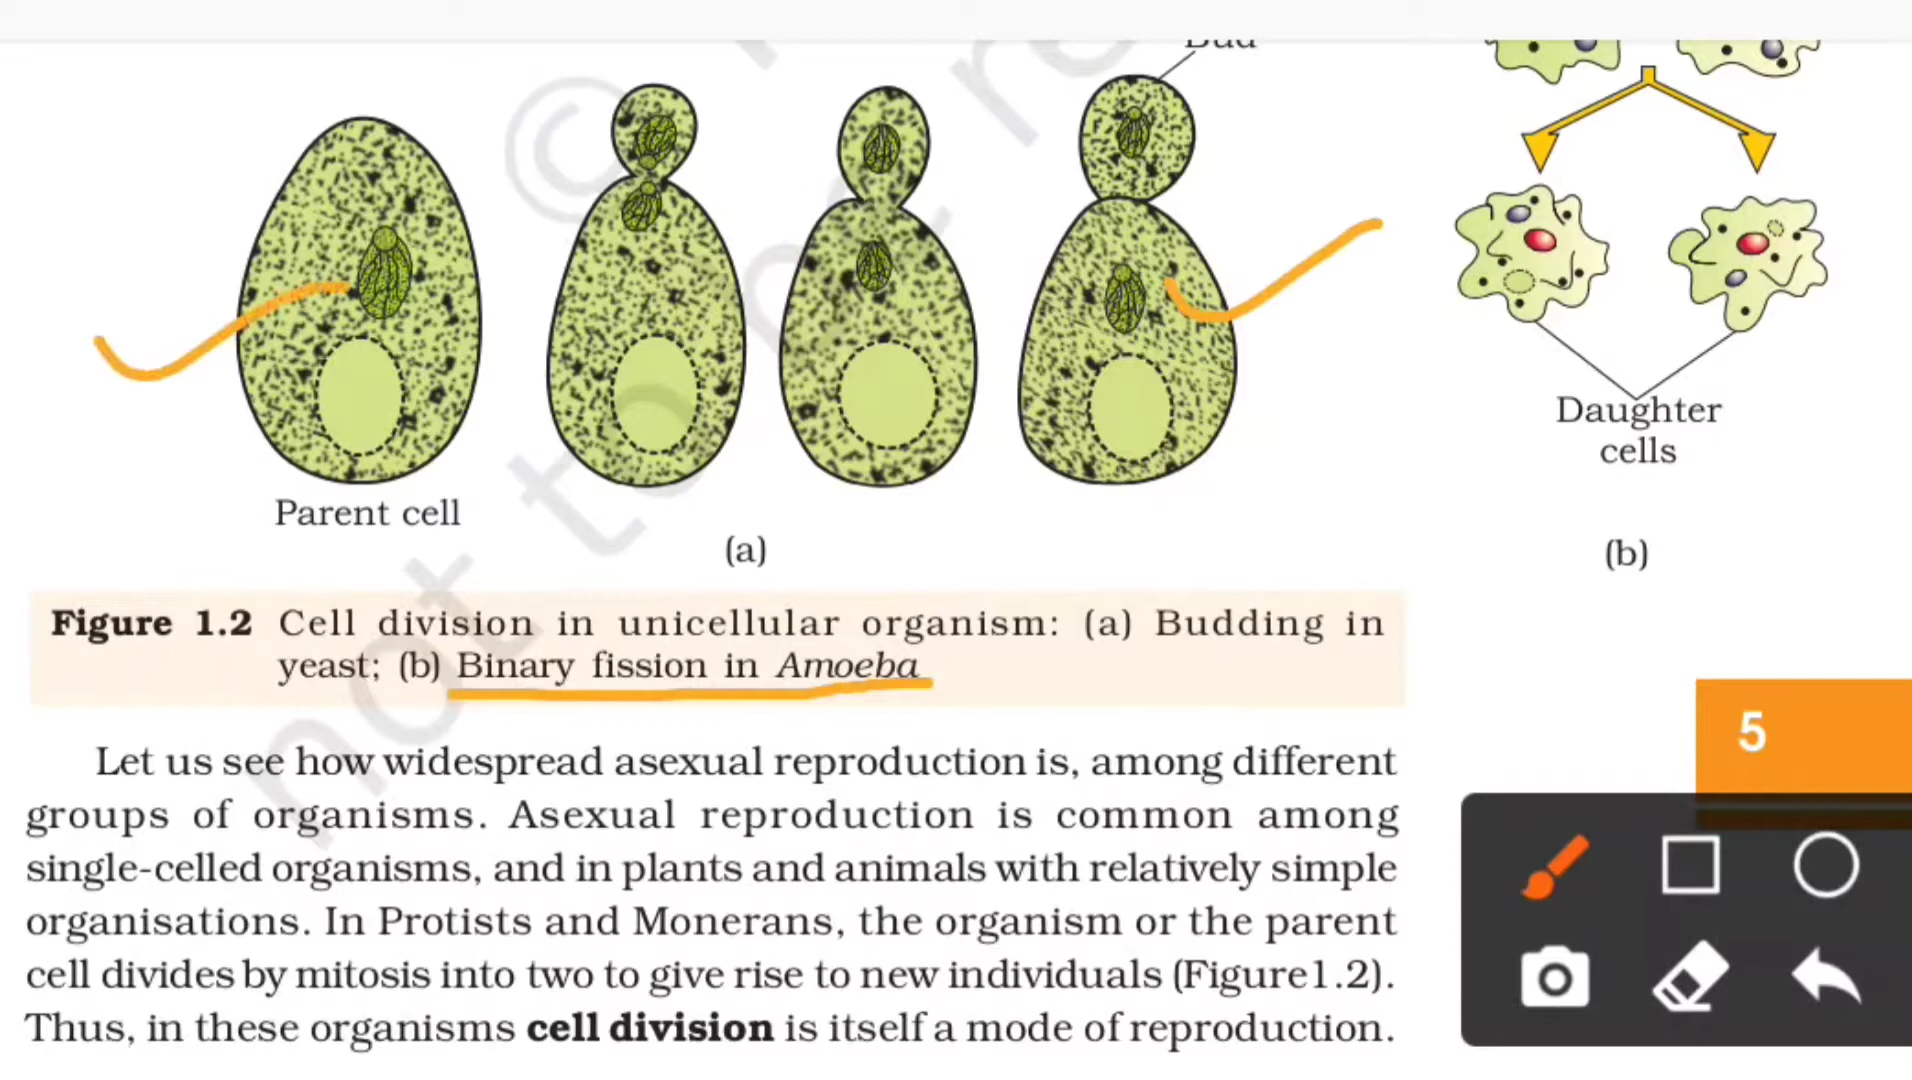 Bud
Parent cell
(a)
Daughter
cells
(b)
Figure 1.2 Cell division in unicellular organism: (a) Budding in
yeast; (b) Binary fission in Amoeba
Let us see how widespread asexual reproduction is, among different
groups of organisms. Asexual reproduction is common among
single-celled organisms, and in plants and animals with relatively simple
organisations. In Protists and Monerans, the organism or the parent
cell divides by mitosis into two to give rise to new individuals (Figure1.2).
Thus, in these organisms cell division is itself a mode of reproduction.
5
©
not to
re